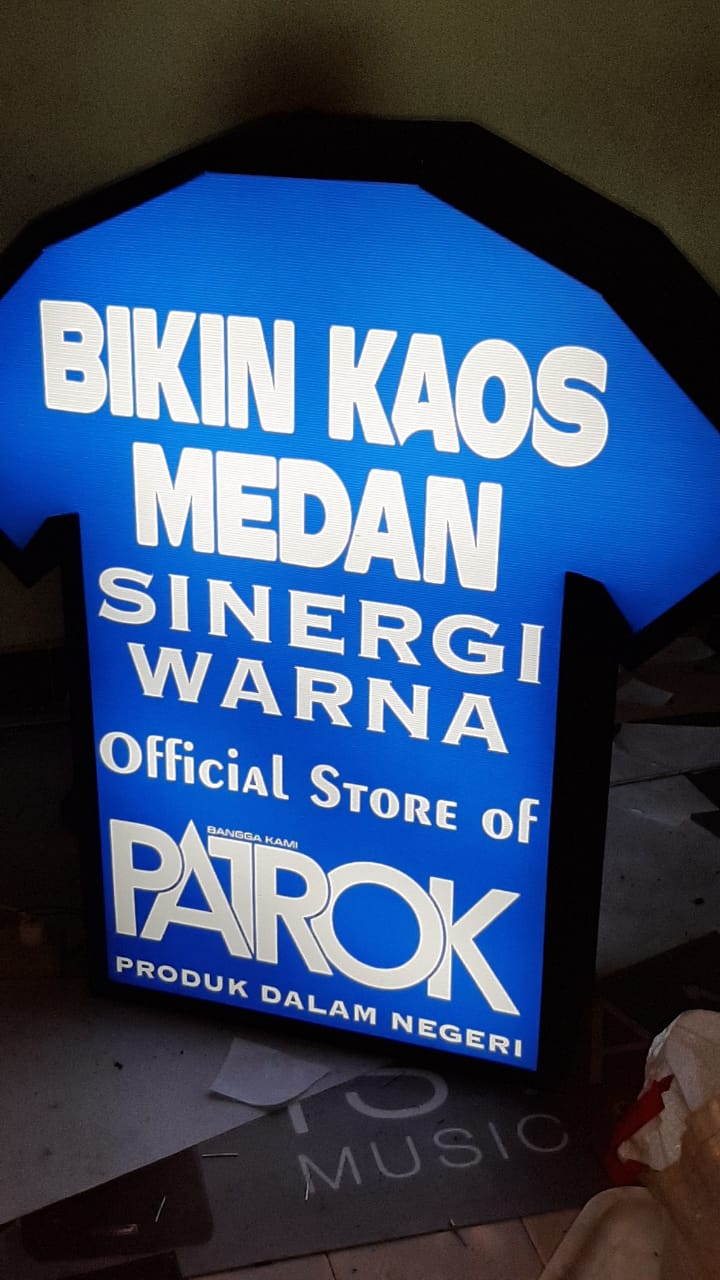 BIKIN KAOS
MEDAN
SINERGI
WARNA
Official Store of
BANGGA KAMI
PATROK
PRODUK DALAM NEGERI
MUSIC